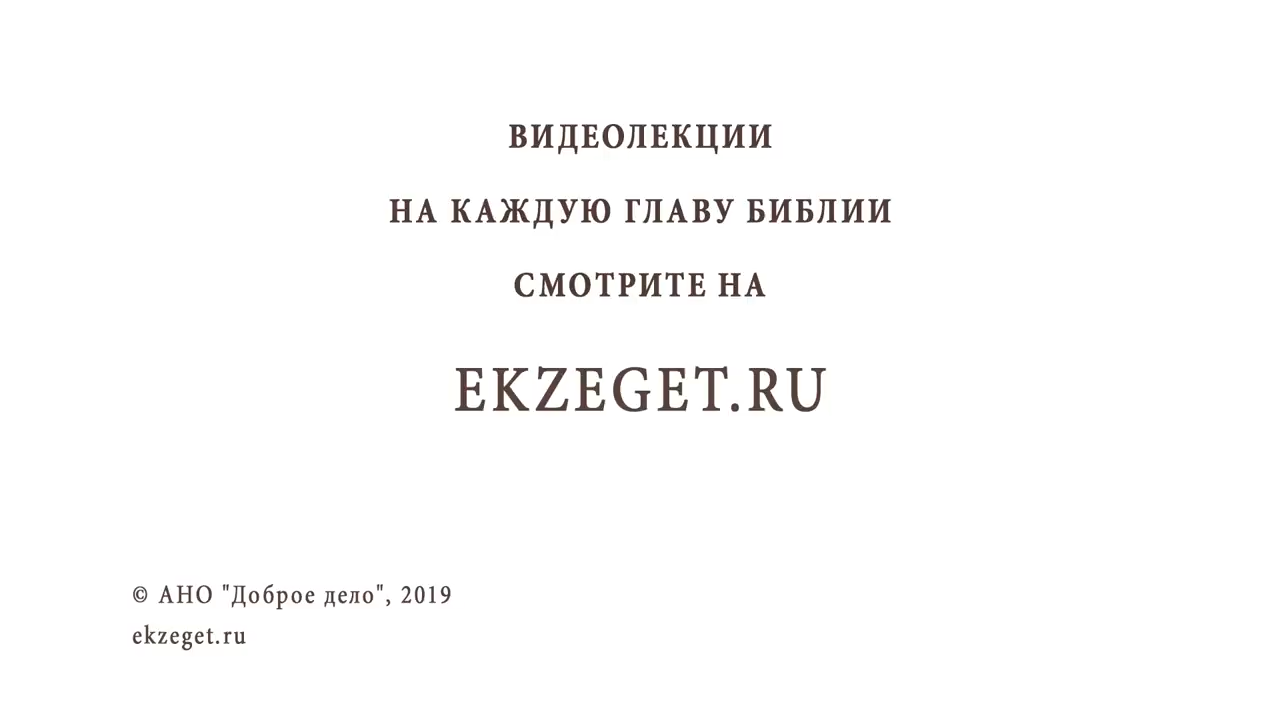 ВИДЕОЛЕКЦИИ
НА КАЖДУЮ ГЛАВУ БИБЛИИ
СМОТРИТЕ НА
EKZEGET.RU
© АНО "Доброе дело", 2019
ekzeget.ru